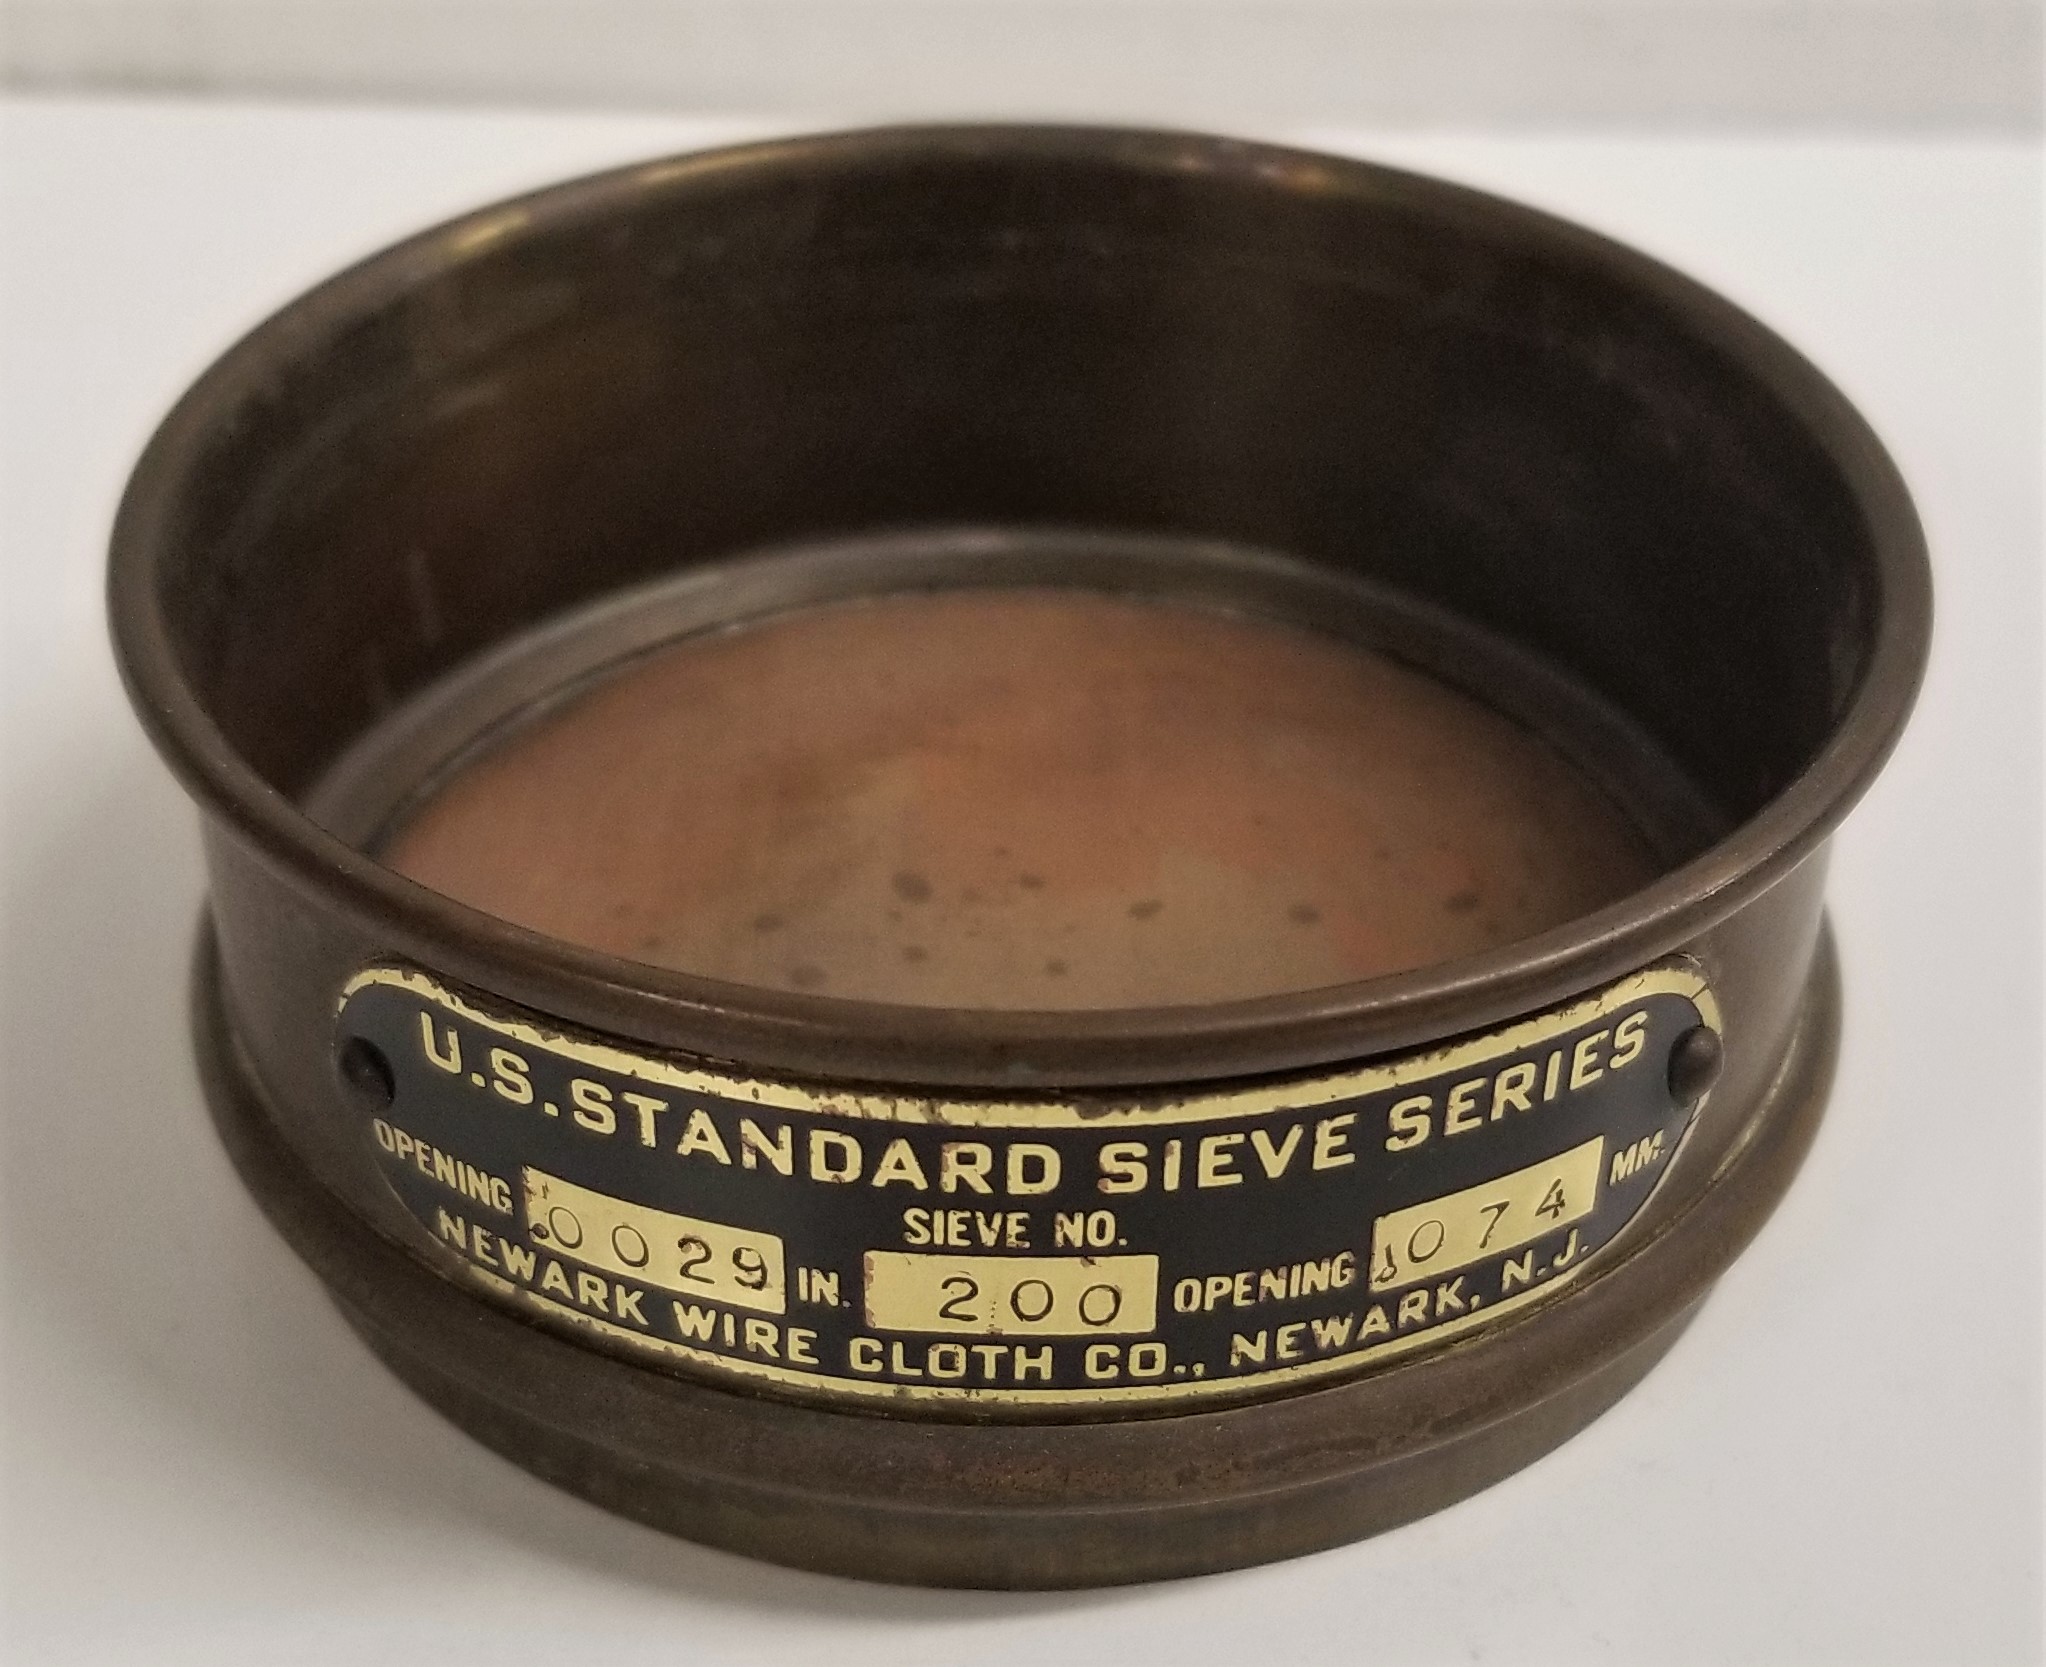 U.S. STANDARD SIEVE SERIES
OPENING .0029 IN. SIEVE NO. 200 OPENING .074 MM.
NEWARK WIRE CLOTH CO., NEWARK, N.J.